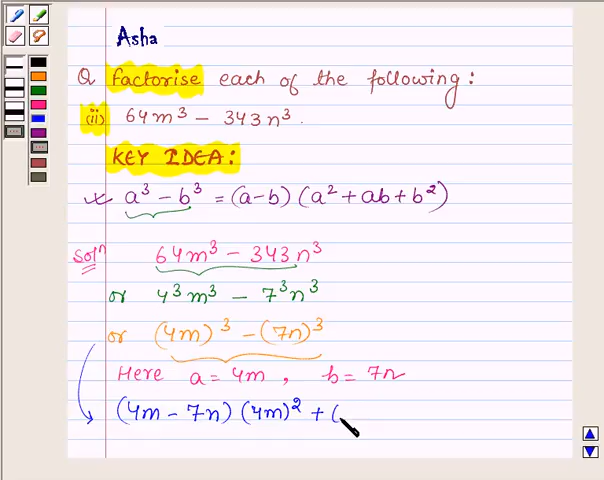 Asha
Q Factorise each of the following:
(ii) 64m³ - 343n³.
KEY IDEA:
* a³ - b³ = (a-b) (a² + ab + b²)
Solⁿ 64m³ - 343n³
or 4³m³ - 7³n³
or (4m)³ - (7n)³
Here a = 4m, b = 7n
(4m - 7n) (4m)² + (